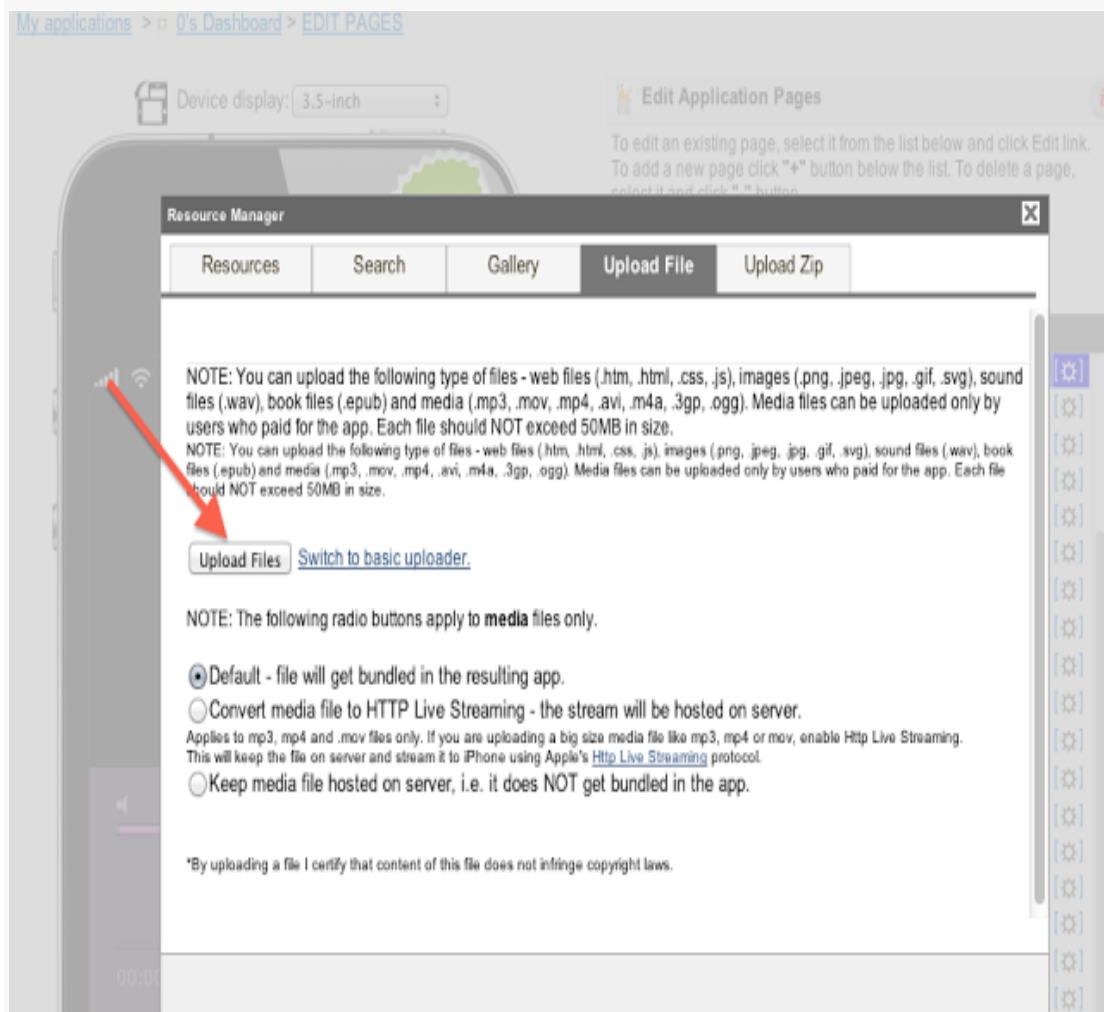 My applications > 0's Dashboard > EDIT PAGES
Device display: 3.5-inch
Edit Application Pages
To edit an existing page, select it from the list below and click Edit link.
To add a new page click "+" button below the list. To delete a page,
select it and click "-" button
Resource Manager
Resources Search Gallery Upload File Upload Zip
NOTE: You can upload the following type of files - web files (.htm, .html, .css, .js), images (.png, .jpeg, .jpg, .gif, .svg), sound
files (.wav), book files (.epub) and media (.mp3, .mov, .mp4, .avi, .m4a, .3gp, .ogg). Media files can be uploaded only by
users who paid for the app. Each file should NOT exceed 50MB in size.
NOTE: You can upload the following type of files - web files (.htm, .html, .css, .js), images (.png, .jpeg, .jpg, .gif, .svg), sound files (.wav), book
files (.epub) and media (.mp3, .mov, .mp4, .avi, .m4a, .3gp, .ogg). Media files can be uploaded only by users who paid for the app. Each file
should NOT exceed 50MB in size.
Upload Files Switch to basic uploader.
NOTE: The following radio buttons apply to media files only.
Default - file will get bundled in the resulting app.
Convert media file to HTTP Live Streaming - the stream will be hosted on server.
Applies to mp3, mp4 and .mov files only. If you are uploading a big size media file like mp3, mp4 or mov, enable Http Live Streaming.
This will keep the file on server and stream it to iPhone using Apple's Http Live Streaming protocol.
Keep media file hosted on server, i.e. it does NOT get bundled in the app.
*By uploading a file I certify that content of this file does not infringe copyright laws.
00:00